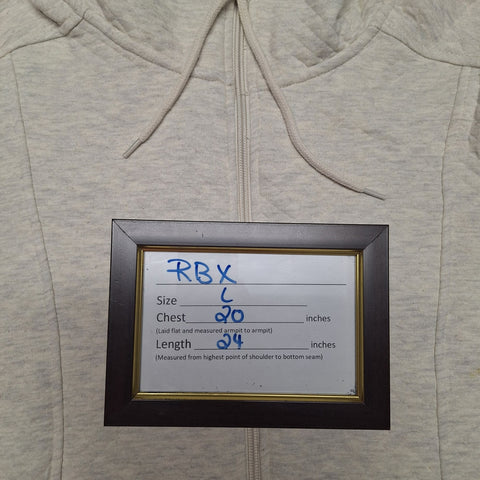 RBX
Size L
Chest 20 inches
(Laid flat and measured armpit to armpit)
Length 24 inches
(Measured from highest point of shoulder to bottom seam)